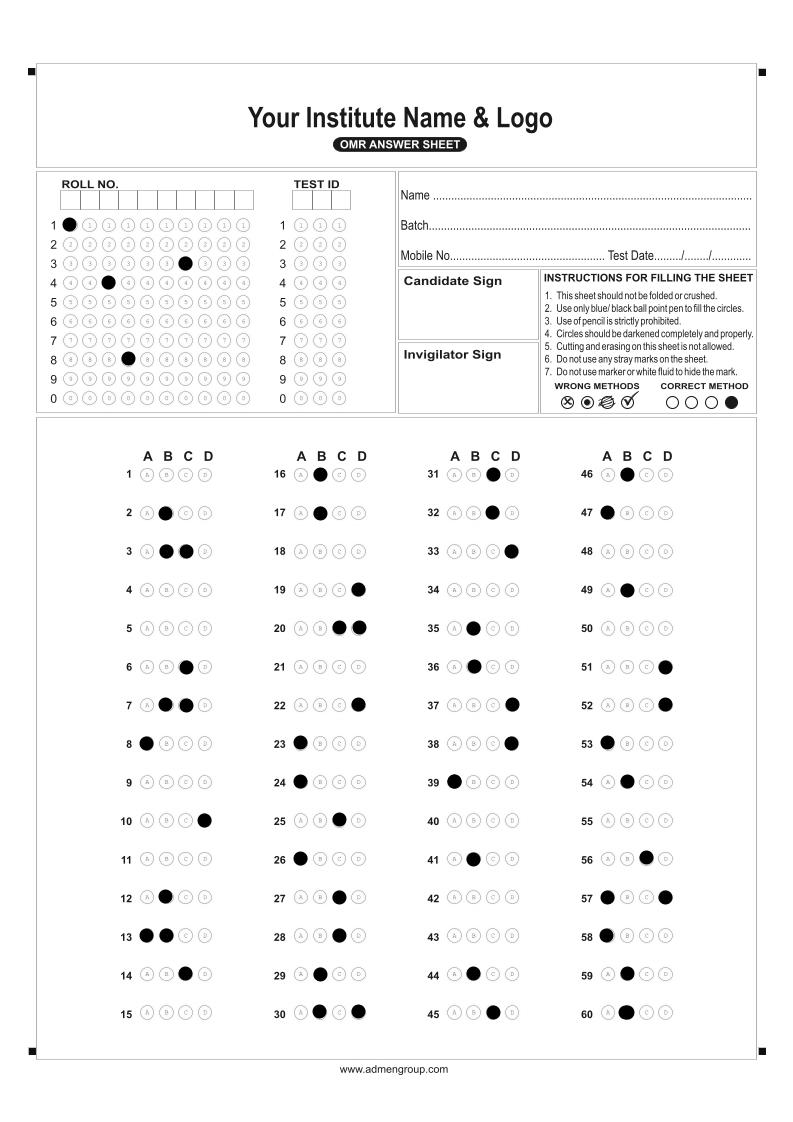 Your Institute Name & Logo
OMR ANSWER SHEET
ROLL NO.
TEST ID
1 1 1 1 1 1 1 1 1 1
2 2 2 2 2 2 2 2 2 2 2
3 3 3 3 3 3 3 3 3 3
4 4 4 4 4 4 4 4 4 4
5 5 5 5 5 5 5 5 5 5 5
6 6 6 6 6 6 6 6 6 6 6
7 7 7 7 7 7 7 7 7 7 7
8 8 8 8 8 8 8 8 8 8
9 9 9 9 9 9 9 9 9 9 9
0 0 0 0 0 0 0 0 0 0 0
1 1 1 1
2 2 2 2
3 3 3 3
4 4 4 4
5 5 5 5
6 6 6 6
7 7 7 7
8 8 8 8
9 9 9 9
0 0 0 0
Name ..........................................................................................
Batch..........................................................................................
Mobile No............................................. Test Date......../......./............
Candidate Sign
Invigilator Sign
INSTRUCTIONS FOR FILLING THE SHEET
1. This sheet should not be folded or crushed.
2. Use only blue/ black ball point pen to fill the circles.
3. Use of pencil is strictly prohibited.
4. Circles should be darkened completely and properly.
5. Cutting and erasing on this sheet is not allowed.
6. Do not use any stray marks on the sheet.
7. Do not use marker or white fluid to hide the mark.
WRONG METHODS
CORRECT METHOD
A B C D
1 A B C D
2 A C D
3 A D
4 A B C D
5 A B C D
6 A B D
7 A D
8 B C D
9 A B C D
10 A B C
11 A B C D
12 A C D
13 C D
14 A B D
15 A B C D
A B C D
16 A C D
17 A C D
18 A B C D
19 A B C
20 A B
21 A B C D
22 A B C
23 B C D
24 B C D
25 A B D
26 B C D
27 A B D
28 A B D
29 A C D
30 A C
A B C D
31 A B D
32 A B D
33 A B C
34 A B C D
35 A C D
36 A C D
37 A B C
38 A B C
39 B C D
40 A B C D
41 A C D
42 A B C D
43 A B C D
44 A C D
45 A B D
A B C D
46 A C D
47 B C D
48 A B C D
49 A C D
50 A B C D
51 A B C
52 A B C
53 B C D
54 A C D
55 A B C D
56 A B D
57 B C
58 B C D
59 A C D
60 A C D
www.admengroup.com